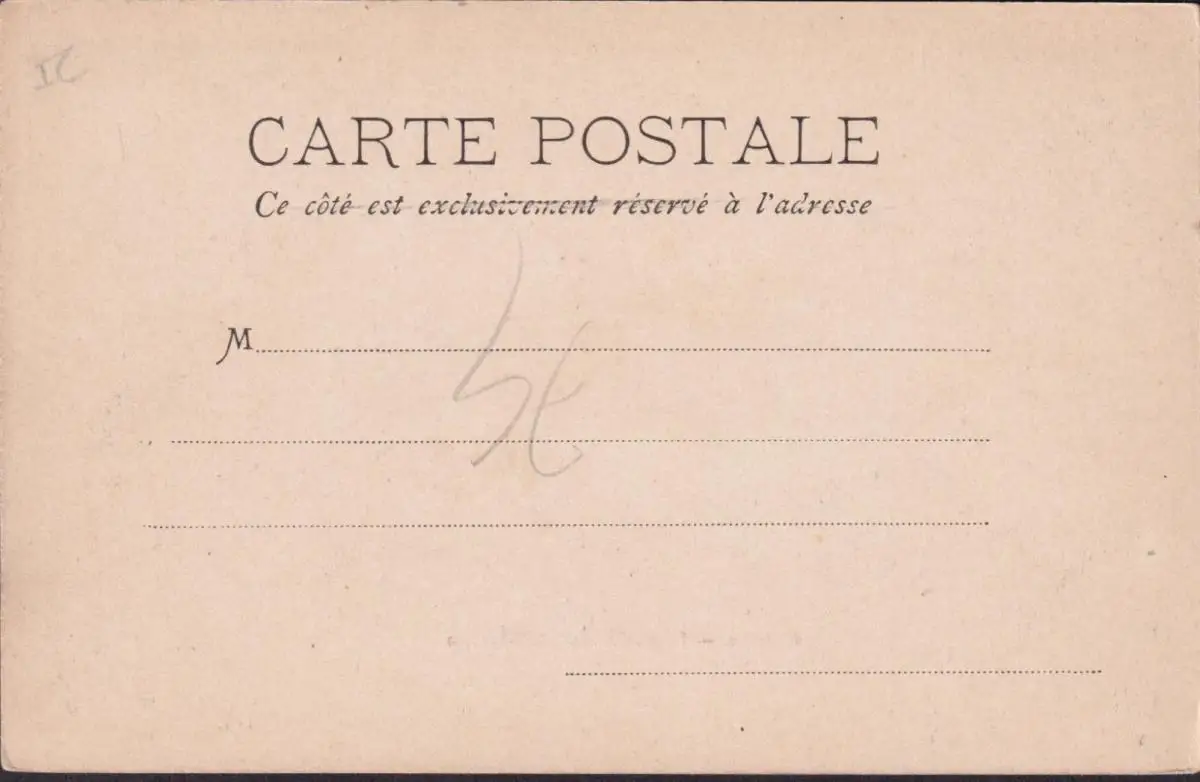 CARTE POSTALE
Ce côté est exclusivement réservé à l'adresse
M